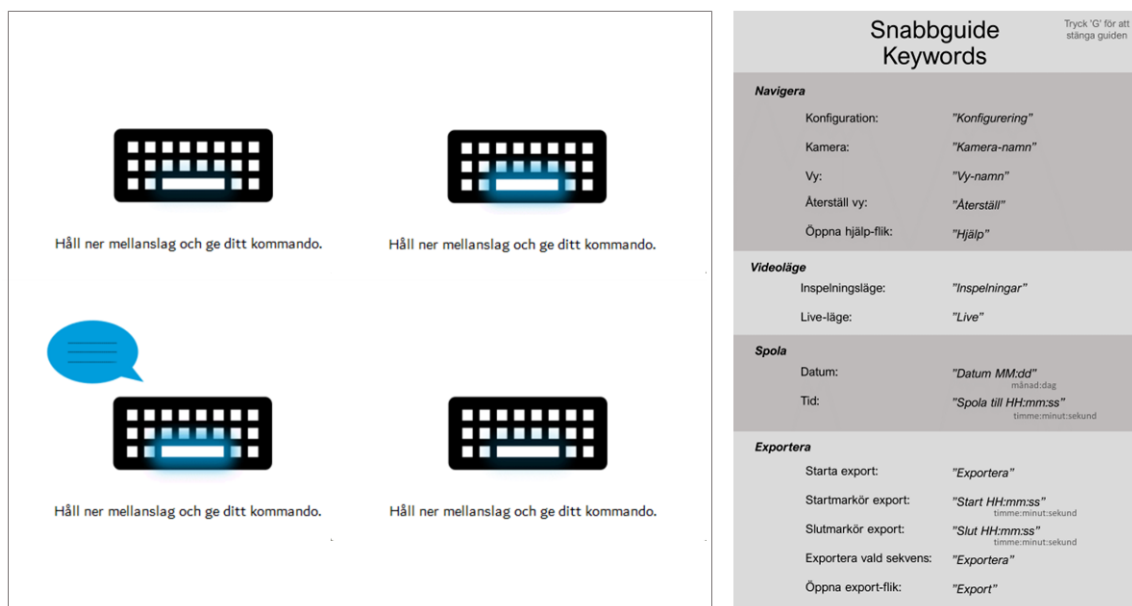 Håll ner mellanslag och ge ditt kommando.
Håll ner mellanslag och ge ditt kommando.
Håll ner mellanslag och ge ditt kommando.
Håll ner mellanslag och ge ditt kommando.
Snabbguide
Keywords
Tryck 'G' för att
stänga guiden
Navigera
Konfiguration: "Konfigurering"
Kamera: "Kamera-namn"
Vy: "Vy-namn"
Återställ vy: "Återställ"
Öppna hjälp-flik: "Hjälp"
Videoläge
Inspelningsläge: "Inspelningar"
Live-läge: "Live"
Spola
Datum: "Datum MM:dd"
månad:dag
Tid: "Spola till HH:mm:ss"
timme:minut:sekund
Exportera
Starta export: "Exportera"
Startmarkör export: "Start HH:mm:ss"
timme:minut:sekund
Slutmarkör export: "Slut HH:mm:ss"
timme:minut:sekund
Exportera vald sekvens: "Exportera"
Öppna export-flik: "Export"